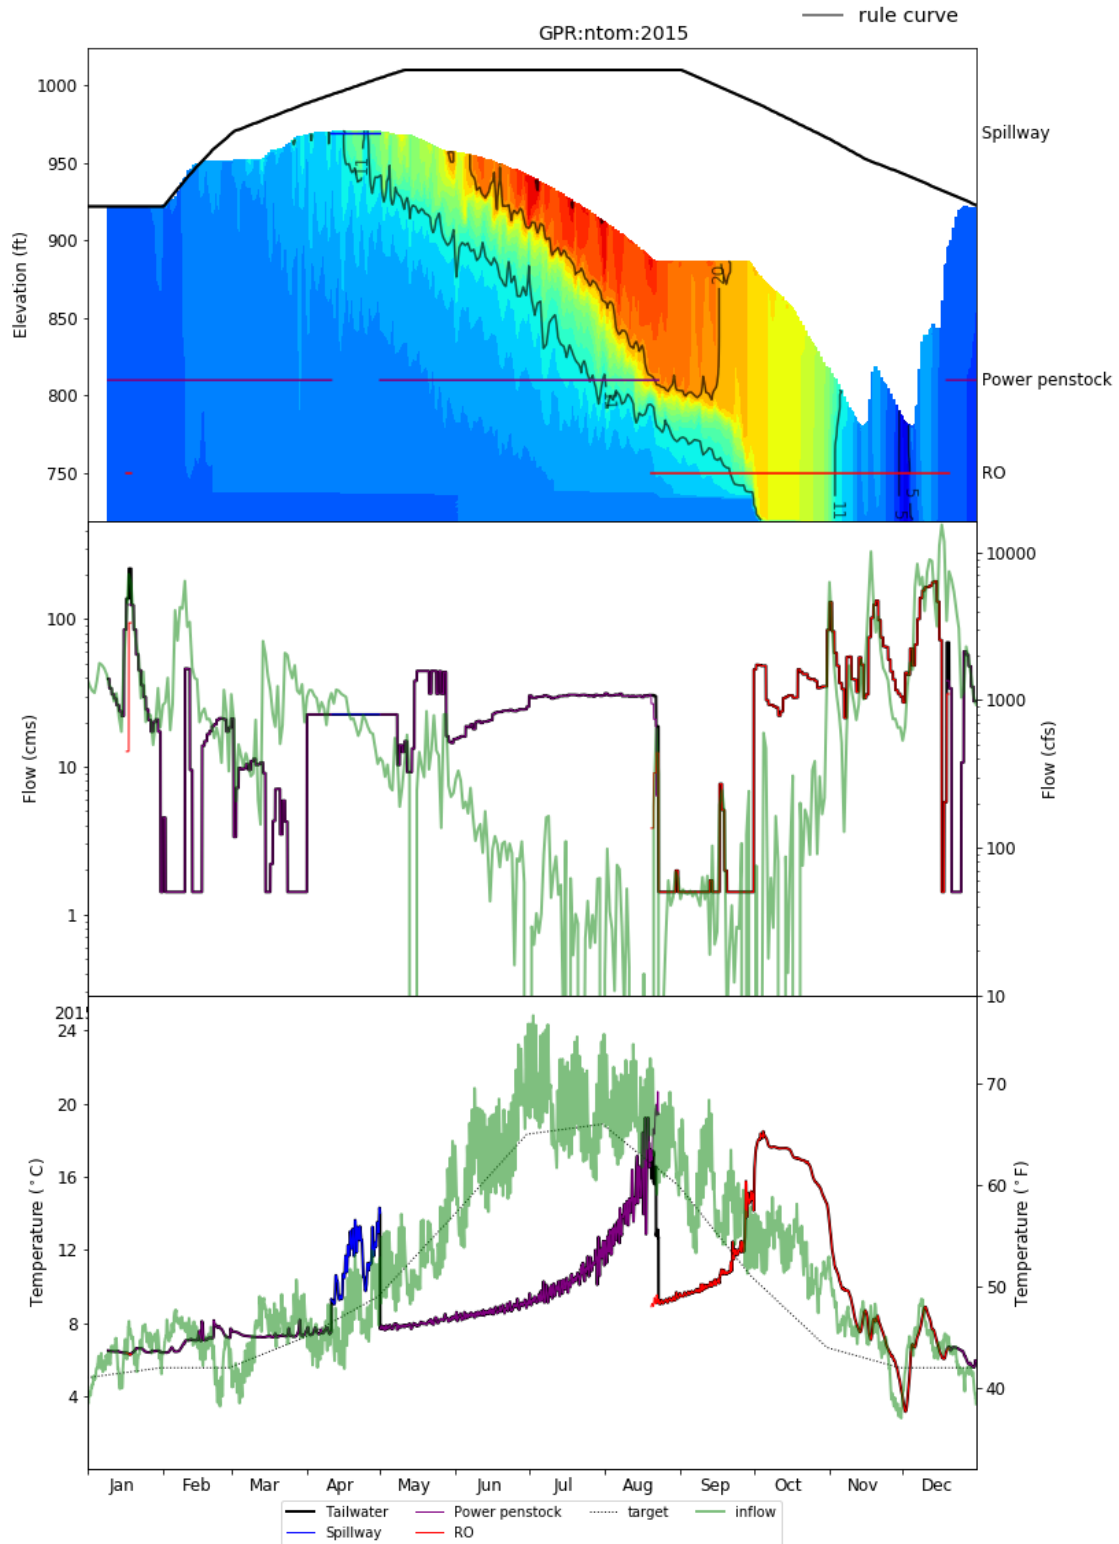 rule curve
GPR:ntom:2015
1000
950
900
850
800
750
Elevation (ft)
Spillway
Power penstock
RO
11
11
20
11
5
5
100
10
1
Flow (cms)
10000
1000
100
10
Flow (cfs)
2015
24
20
16
12
8
4
Temperature (°C)
70
60
50
40
Temperature (°F)
Jan Feb Mar Apr May Jun Jul Aug Sep Oct Nov Dec
Tailwater Power penstock target inflow
Spillway RO